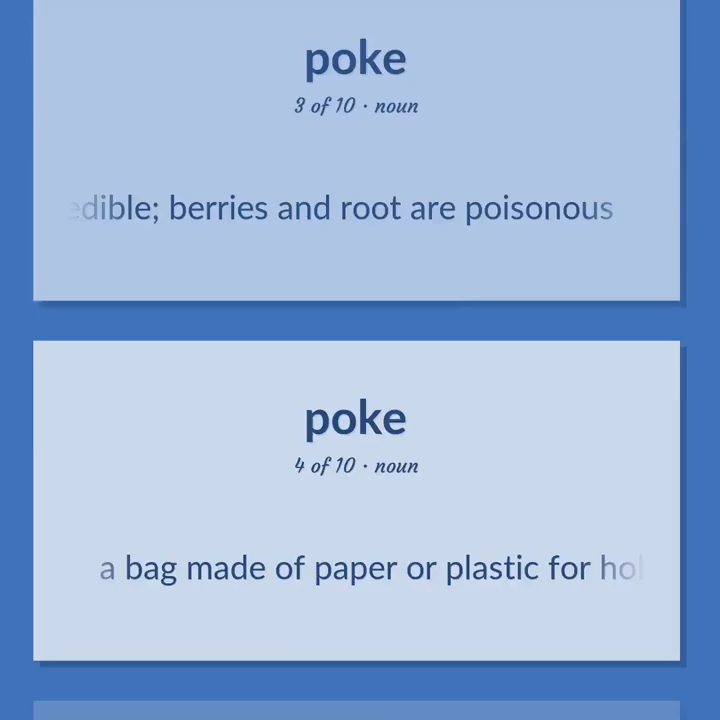 poke
3 of 10 · noun
edible; berries and root are poisonous
poke
4 of 10 · noun
a bag made of paper or plastic for